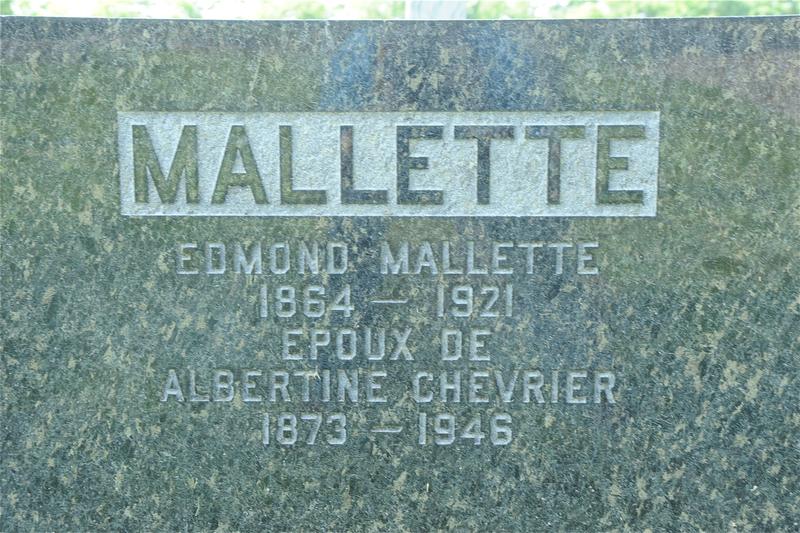 MALLETTE
EDMOND MALLETTE
1864 — 1921
EPOUX DE
ALBERTINE CHEVRIER
1873 — 1946